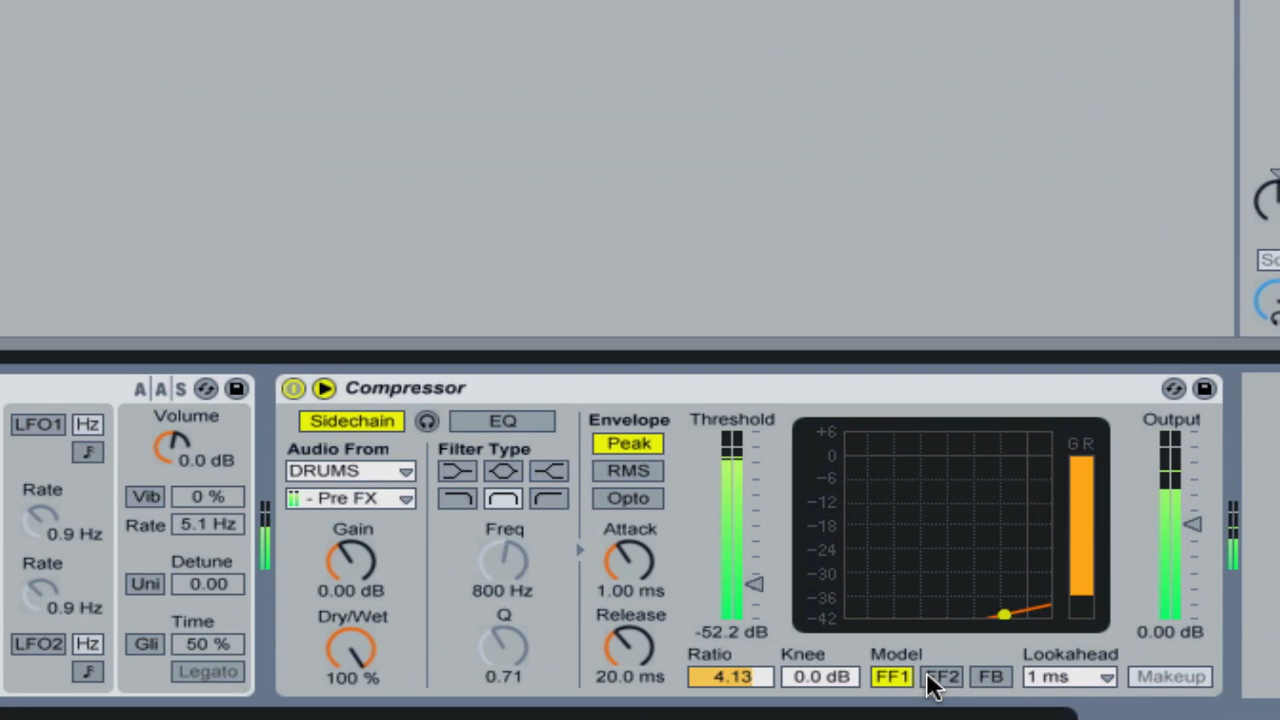 A|A|S
Compressor
LFO1 Hz
Volume
0.0 dB
Rate
0.9 Hz
Rate
0.9 Hz
LFO2 Hz
Vib 0 %
Rate 5.1 Hz
Detune
Uni 0.00
Time
Gli 50 %
Legato
Sidechain
EQ
Audio From
DRUMS
- Pre FX
Gain
0.00 dB
Dry/Wet
100 %
Filter Type
Freq
800 Hz
Q
0.71
Envelope
Peak
RMS
Opto
Attack
1.00 ms
Release
20.0 ms
Threshold
-52.2 dB
Ratio
4.13
Knee
0.0 dB
+6
0
-6
-12
-18
-24
-30
-36
-42
GR
Model
FF1 FF2 FB
Lookahead
1 ms
Output
0.00 dB
Makeup